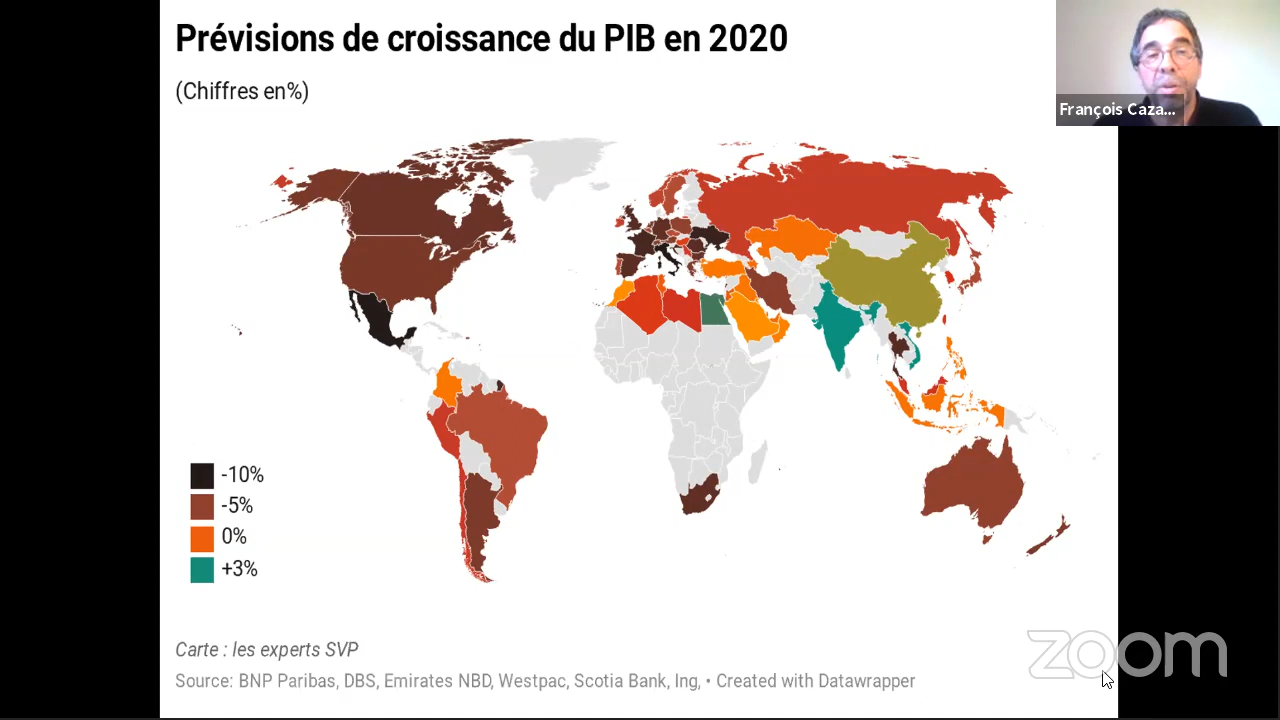 Prévisions de croissance du PIB en 2020
(Chiffres en%)
François Caza...
-10%
-5%
0%
+3%
Carte : les experts SVP
Source: BNP Paribas, DBS, Emirates NBD, Westpac, Scotia Bank, Ing, • Created with Datawrapper
zoom